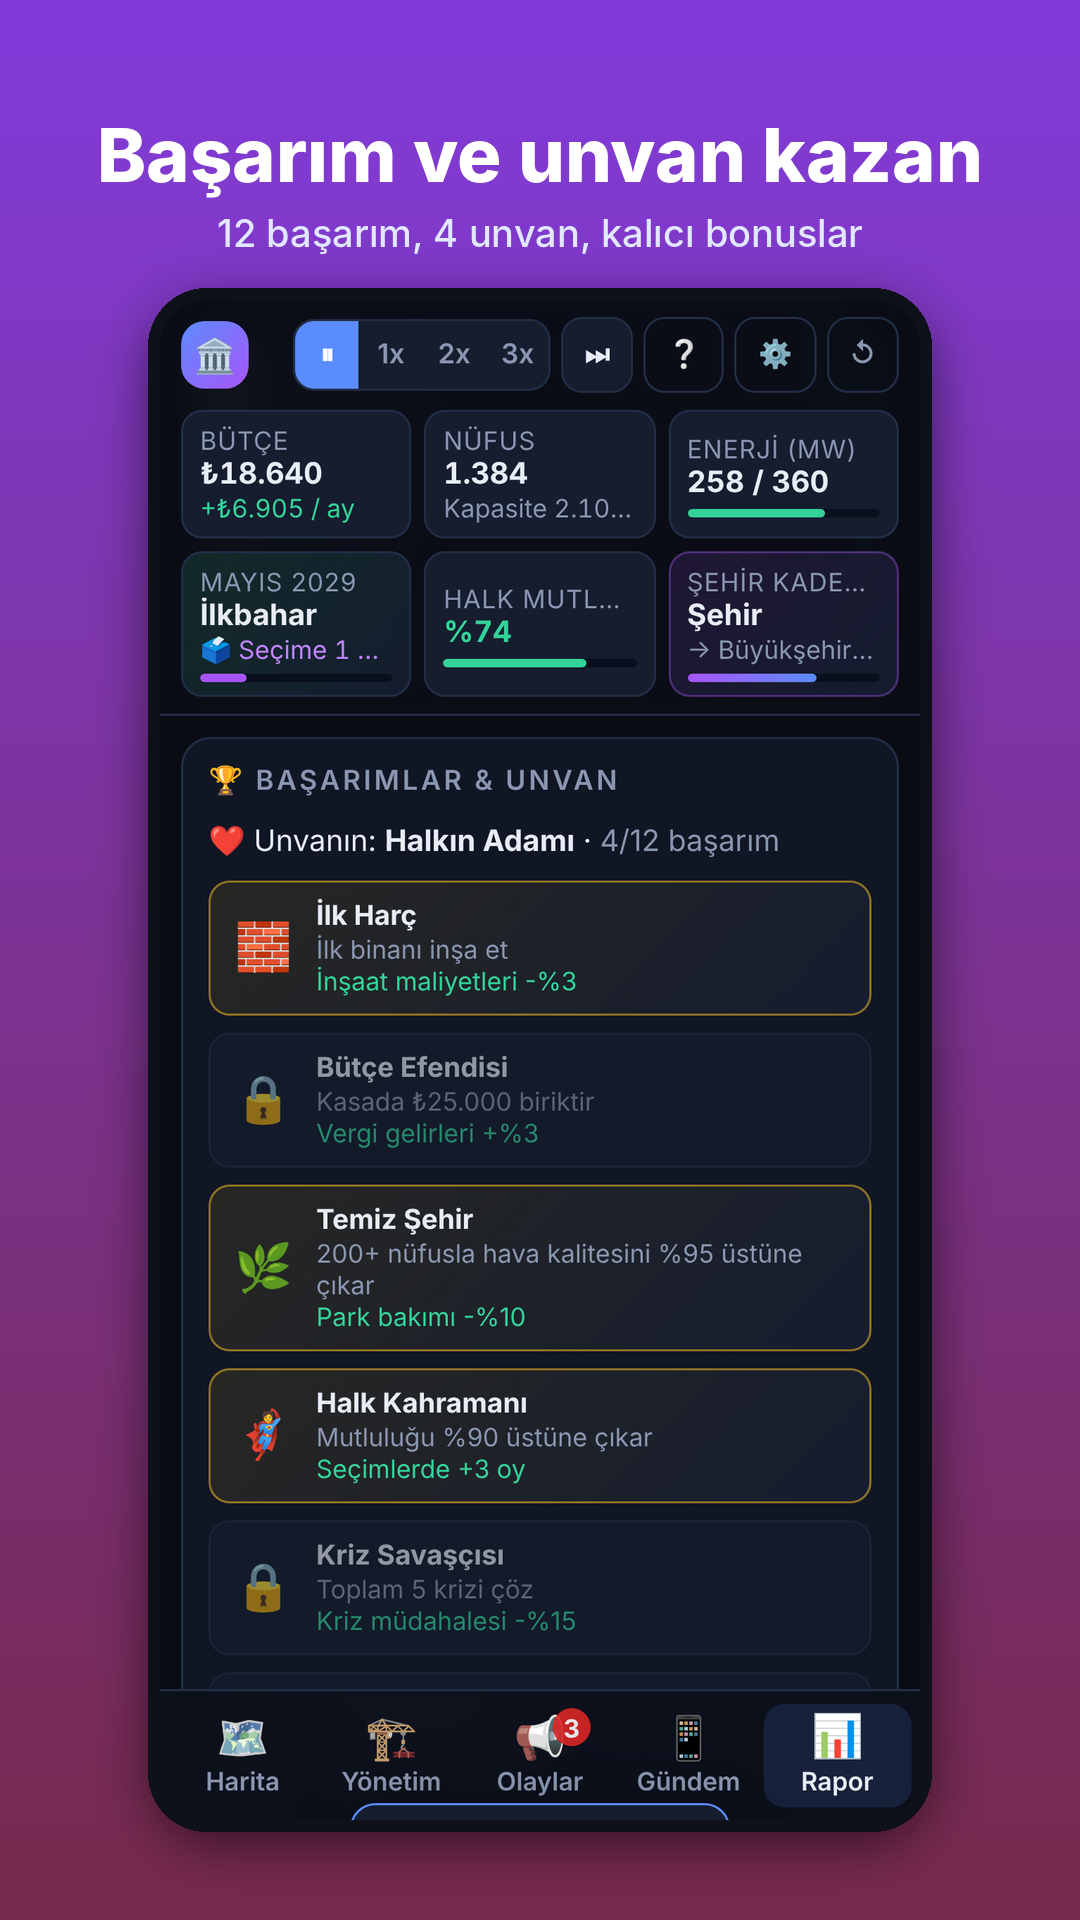 Başarım ve unvan kazan
12 başarım, 4 unvan, kalıcı bonuslar
1x 2x 3x ?
BÜTÇE
₺18.640
+₺6.905 / ay
NÜFUS
1.384
Kapasite 2.10...
ENERJİ (MW)
258 / 360
MAYIS 2029
İlkbahar
Seçime 1 ...
HALK MUTL...
%74
ŞEHİR KADE...
Şehir
→ Büyükşehir...
BAŞARIMLAR & UNVAN
Unvanın: Halkın Adamı · 4/12 başarım
İlk Harç
İlk binanı inşa et
İnşaat maliyetleri -%3
Bütçe Efendisi
Kasada ₺25.000 biriktir
Vergi gelirleri +%3
Temiz Şehir
200+ nüfusla hava kalitesini %95 üstüne
çıkar
Park bakımı -%10
Halk Kahramanı
Mutluluğu %90 üstüne çıkar
Seçimlerde +3 oy
Kriz Savaşçısı
Toplam 5 krizi çöz
Kriz müdahalesi -%15
3
Harita
Yönetim
Olaylar
Gündem
Rapor